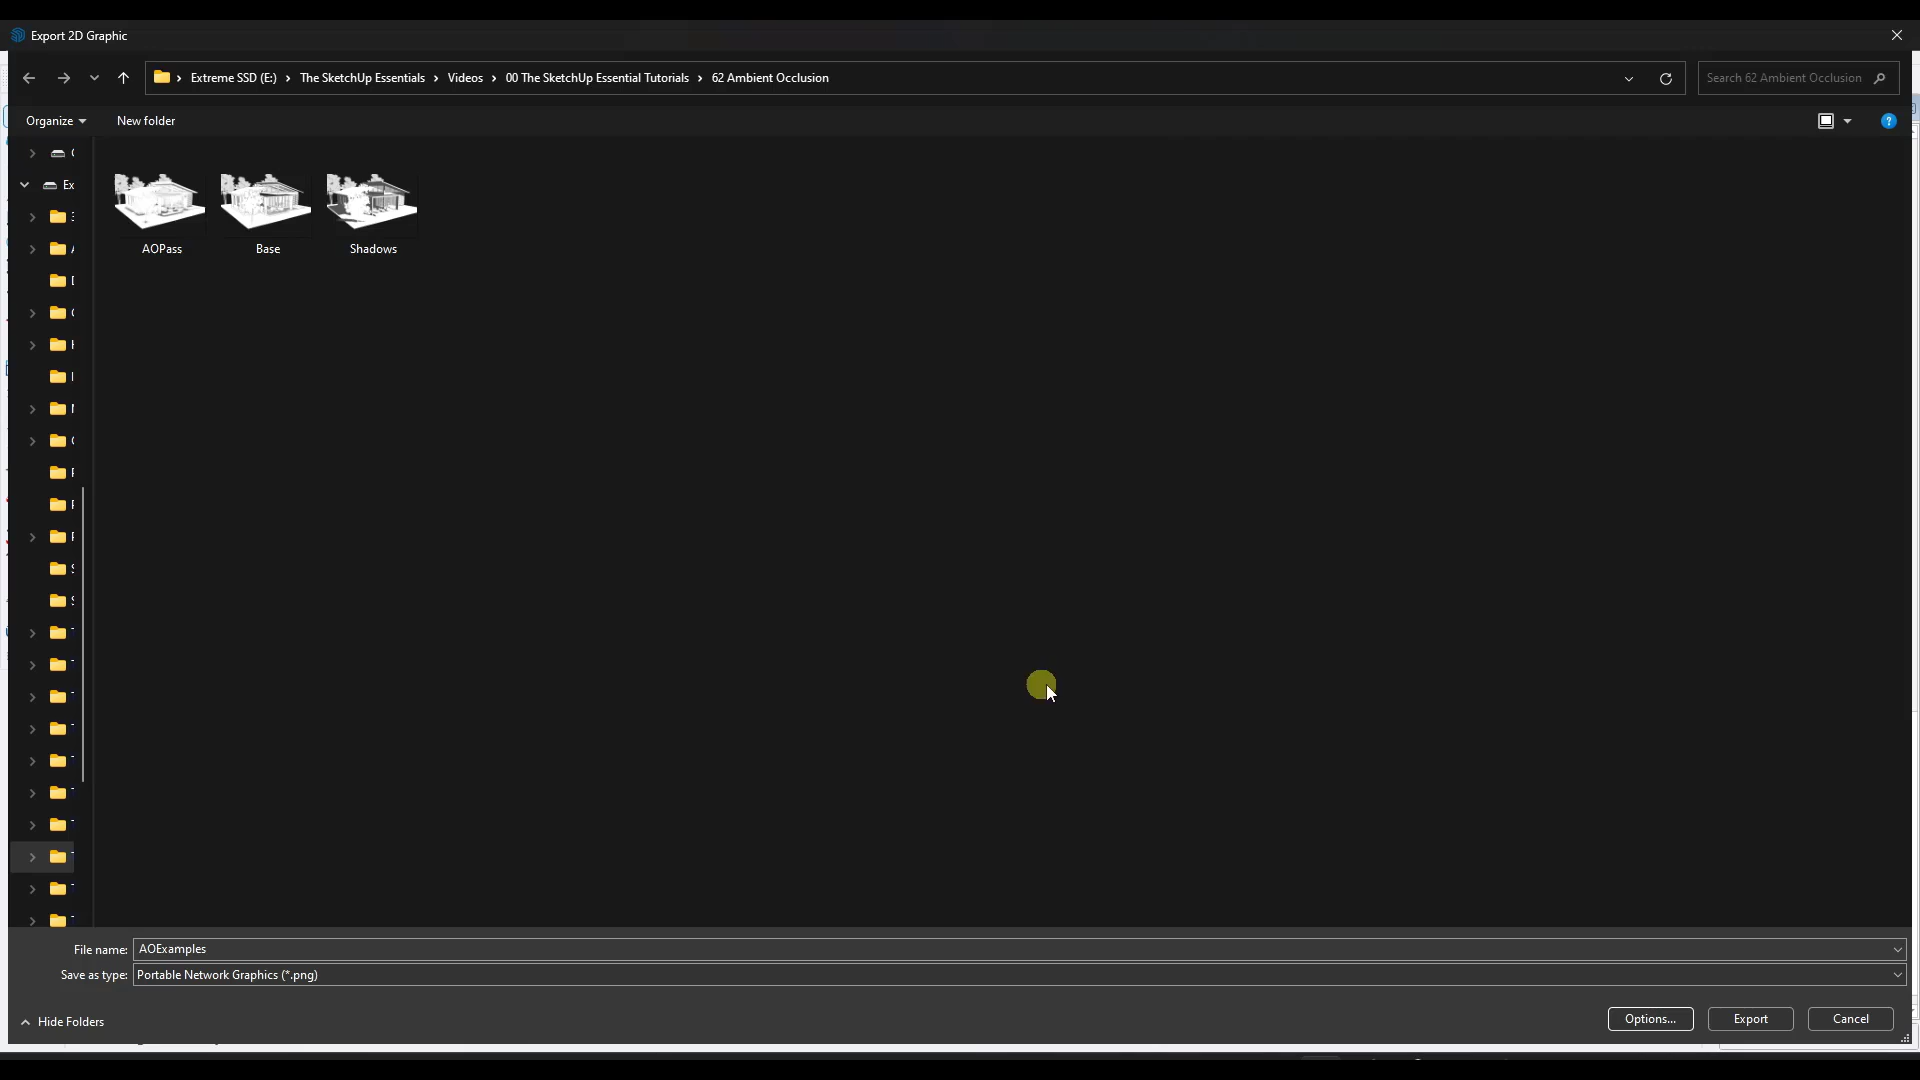 Export 2D Graphic
Extreme SSD (E:) › The SketchUp Essentials › Videos › 00 The SketchUp Essential Tutorials › 62 Ambient Occlusion
Search 62 Ambient Occlusion
Organize
New folder
Ex
AOPass
Base
Shadows
File name: AOExamples
Save as type: Portable Network Graphics (*.png)
Hide Folders
Options...
Export
Cancel